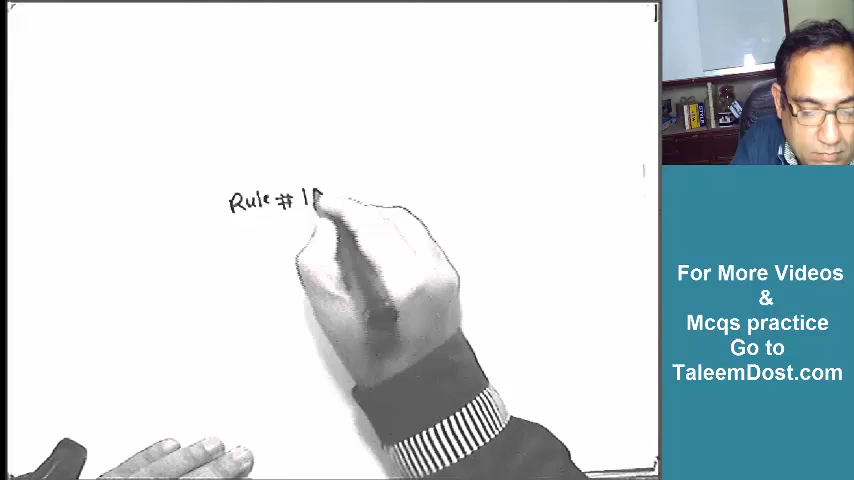 Rule # 1
For More Videos
&
Mcqs practice
Go to
TaleemDost.com